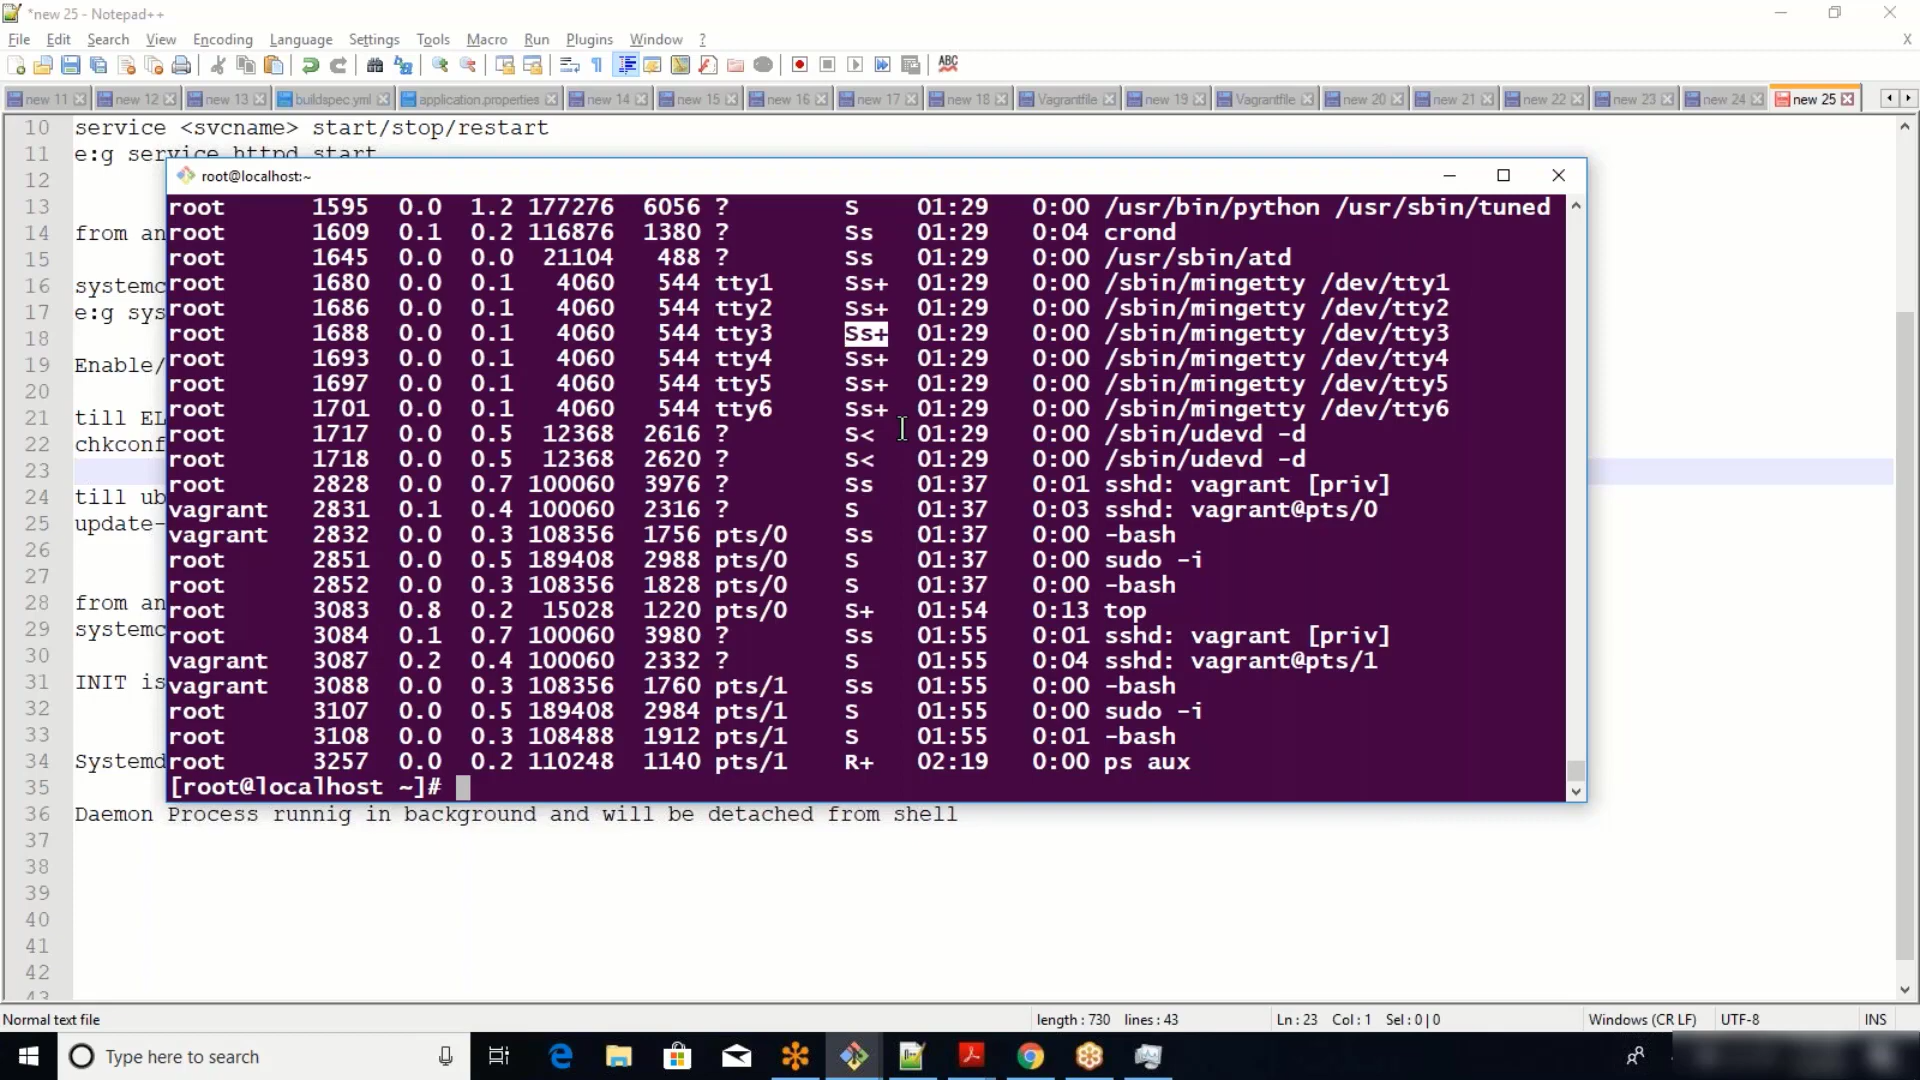 *new 25 - Notepad++
File Edit Search View Encoding Language Settings Tools Macro Run Plugins Window ?
X
ABC
new 11 new 12 new 13 buildspec.yml application.properties new 14 new 15 new 16 new 17 new 18 Vagrantfile new 19 Vagrantfile new 20 new 21 new 22 new 23 new 24 new 25
10 service <svcname> start/stop/restart
11 e:g service httpd start
12
13
14 from an
15
16 systemc
17 e:g sys
18
19 Enable/
20
21 till EL
22 chkconf
23
24 till ub
25 update-
26
27
28 from an
29 systemc
30
31 INIT is
32
33
34 Systemd
35
36 Daemon Process runnig in background and will be detached from shell
37
38
39
40
41
42
43
root@localhost:~
root 1595 0.0 1.2 177276 6056 ? S 01:29 0:00 /usr/bin/python /usr/sbin/tuned
root 1609 0.1 0.2 116876 1380 ? Ss 01:29 0:04 crond
root 1645 0.0 0.0 21104 488 ? Ss 01:29 0:00 /usr/sbin/atd
root 1680 0.0 0.1 4060 544 tty1 Ss+ 01:29 0:00 /sbin/mingetty /dev/tty1
root 1686 0.0 0.1 4060 544 tty2 Ss+ 01:29 0:00 /sbin/mingetty /dev/tty2
root 1688 0.0 0.1 4060 544 tty3 Ss+ 01:29 0:00 /sbin/mingetty /dev/tty3
root 1693 0.0 0.1 4060 544 tty4 Ss+ 01:29 0:00 /sbin/mingetty /dev/tty4
root 1697 0.0 0.1 4060 544 tty5 Ss+ 01:29 0:00 /sbin/mingetty /dev/tty5
root 1701 0.0 0.1 4060 544 tty6 Ss+ 01:29 0:00 /sbin/mingetty /dev/tty6
root 1717 0.0 0.5 12368 2616 ? S< 01:29 0:00 /sbin/udevd -d
root 1718 0.0 0.5 12368 2620 ? S< 01:29 0:00 /sbin/udevd -d
root 2828 0.0 0.7 100060 3976 ? Ss 01:37 0:01 sshd: vagrant [priv]
vagrant 2831 0.1 0.4 100060 2316 ? S 01:37 0:03 sshd: vagrant@pts/0
vagrant 2832 0.0 0.3 108356 1756 pts/0 Ss 01:37 0:00 -bash
root 2851 0.0 0.5 189408 2988 pts/0 S 01:37 0:00 sudo -i
root 2852 0.0 0.3 108356 1828 pts/0 S 01:37 0:00 -bash
root 3083 0.8 0.2 15028 1220 pts/0 S+ 01:54 0:13 top
root 3084 0.1 0.7 100060 3980 ? Ss 01:55 0:01 sshd: vagrant [priv]
vagrant 3087 0.2 0.4 100060 2332 ? S 01:55 0:04 sshd: vagrant@pts/1
vagrant 3088 0.0 0.3 108356 1760 pts/1 Ss 01:55 0:00 -bash
root 3107 0.0 0.5 189408 2984 pts/1 S 01:55 0:00 sudo -i
root 3108 0.0 0.3 108488 1912 pts/1 S 01:55 0:01 -bash
root 3257 0.0 0.2 110248 1140 pts/1 R+ 02:19 0:00 ps aux
[root@localhost ~]#
Normal text file length : 730 lines : 43 Ln : 23 Col : 1 Sel : 0 | 0 Windows (CR LF) UTF-8 INS
Type here to search